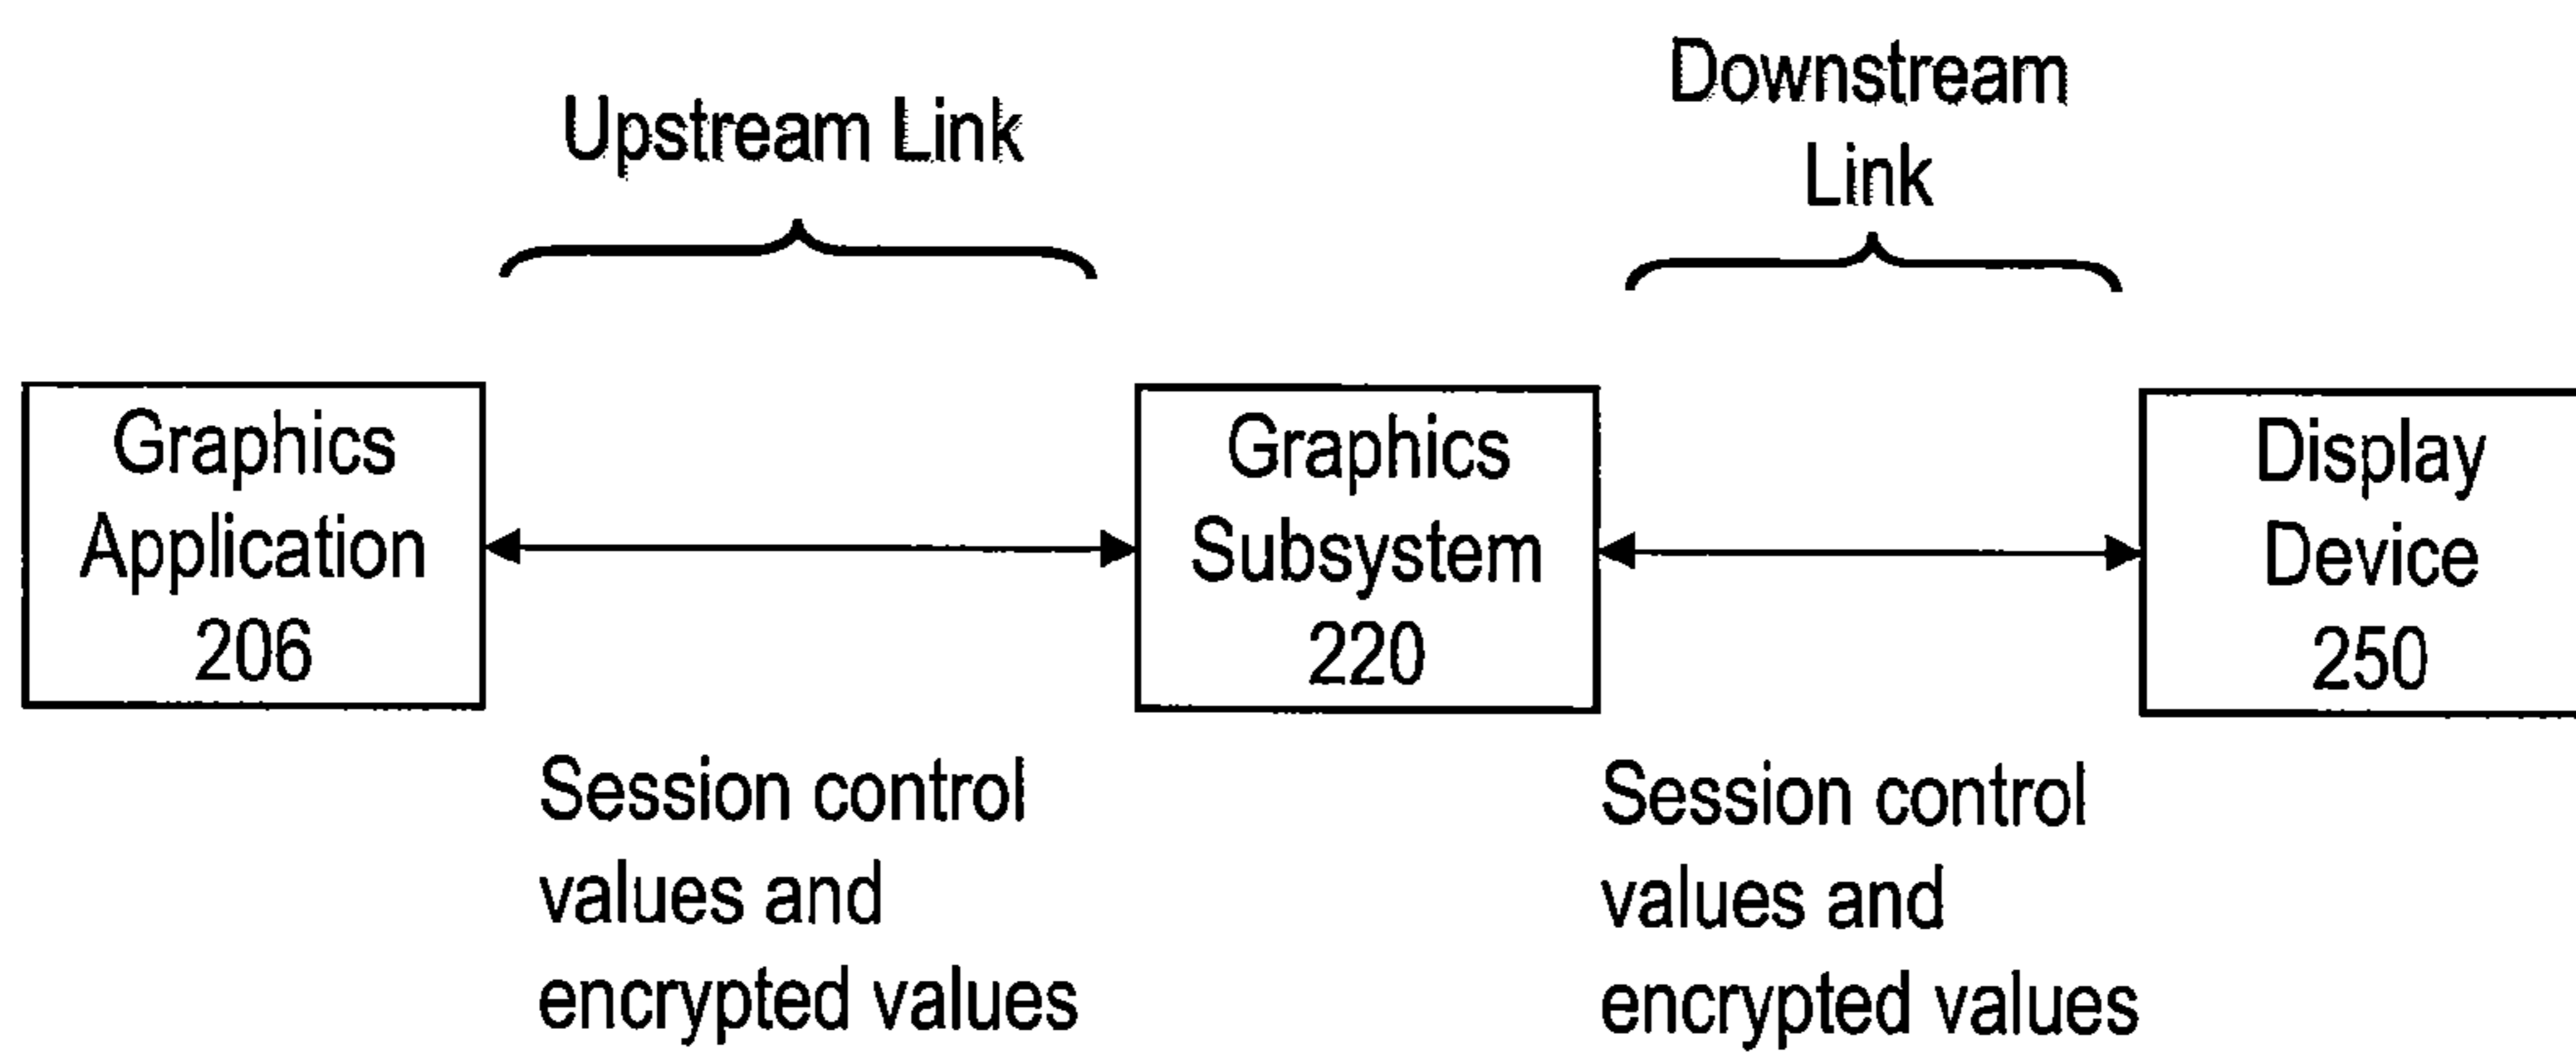 Upstream Link
Downstream
Link
Graphics
Application
206
Graphics
Subsystem
220
Display
Device
250
Session control
values and
encrypted values
Session control
values and
encrypted values